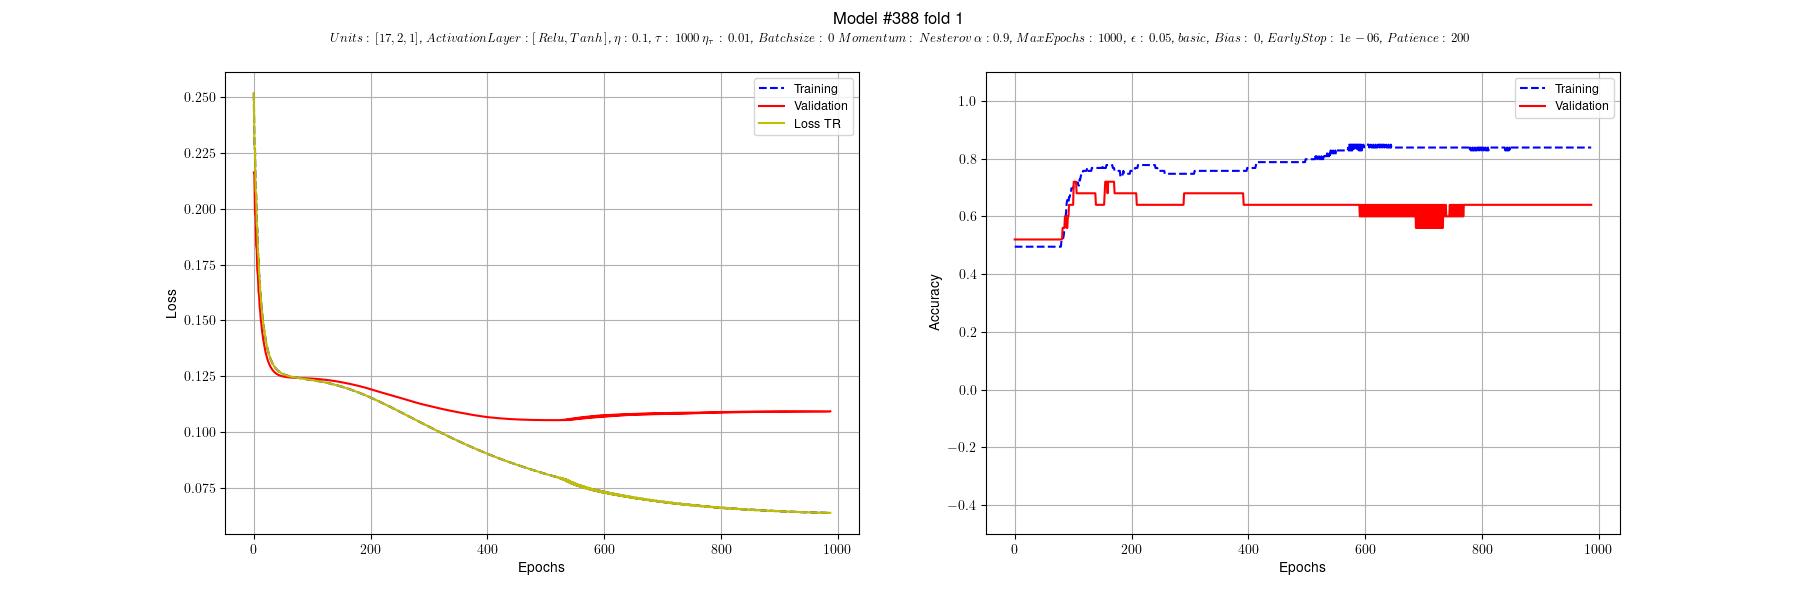 Model #388 fold 1
Units : [17, 2, 1], ActivationLayer : [Relu, Tanh], η : 0.1, τ : 1000 ητ : 0.01, Batchsize : 0 Momentum : Nesterov α : 0.9, MaxEpochs : 1000, ϵ : 0.05, basic, Bias : 0, EarlyStop : 1e − 06, Patience : 200
Training
Validation
Loss TR
0.250
0.225
0.200
0.175
0.150
0.125
0.100
0.075
Loss
0 200 400 600 800 1000
Epochs
Training
Validation
1.0
0.8
0.6
0.4
0.2
0.0
−0.2
−0.4
Accuracy
0 200 400 600 800 1000
Epochs